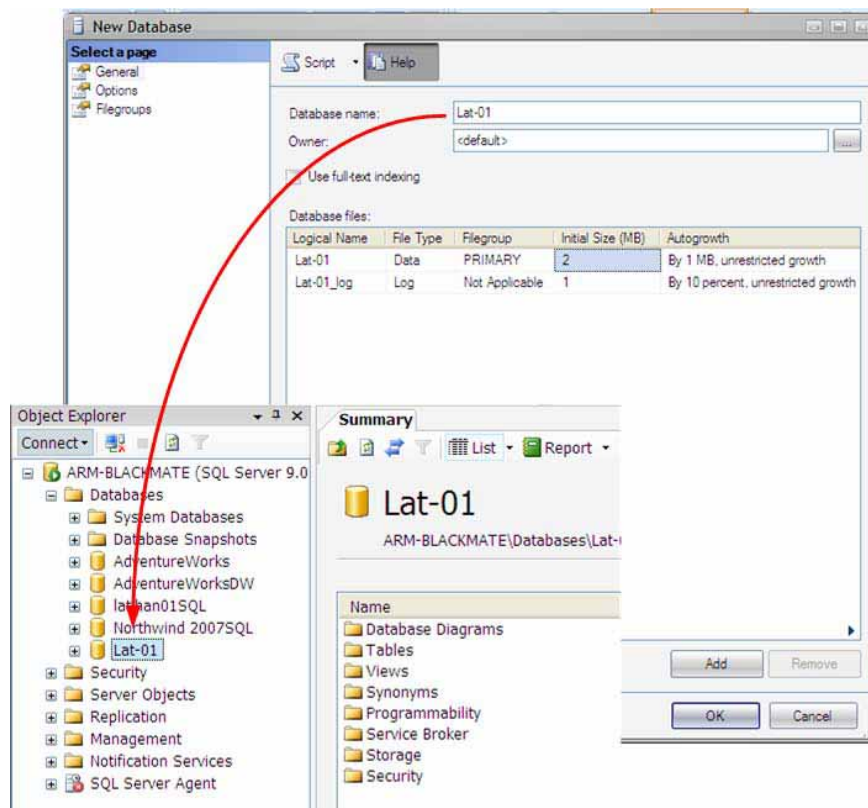 New Database
Select a page
General
Options
Filegroups
Script
Help
Database name:
Lat-01
Owner:
<default>
...
Use full-text indexing
Database files:
Logical Name File Type Filegroup Initial Size (MB) Autogrowth
Lat-01 Data PRIMARY 2 By 1 MB, unrestricted growth
Lat-01_log Log Not Applicable 1 By 10 percent, unrestricted growth
Add
Remove
OK
Cancel
Object Explorer
Connect
ARM-BLACKMATE (SQL Server 9.0
Databases
System Databases
Database Snapshots
AdventureWorks
AdventureWorksDW
latihan01SQL
Northwind 2007SQL
Lat-01
Security
Server Objects
Replication
Management
Notification Services
SQL Server Agent
Summary
List
Report
Lat-01
ARM-BLACKMATE\Databases\Lat-
Name
Database Diagrams
Tables
Views
Synonyms
Programmability
Service Broker
Storage
Security